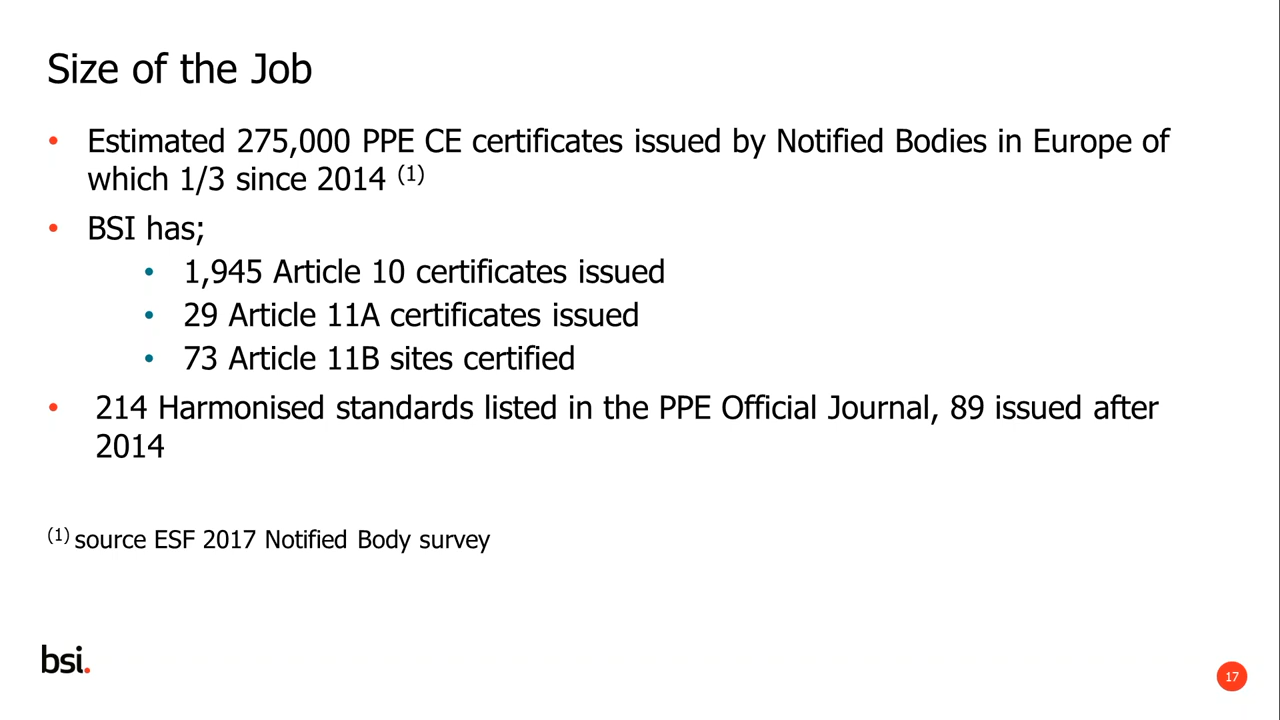 Size of the Job
• Estimated 275,000 PPE CE certificates issued by Notified Bodies in Europe of
which 1/3 since 2014 (1)
• BSI has;
• 1,945 Article 10 certificates issued
• 29 Article 11A certificates issued
• 73 Article 11B sites certified
• 214 Harmonised standards listed in the PPE Official Journal, 89 issued after
2014
(1) source ESF 2017 Notified Body survey
bsi.
17